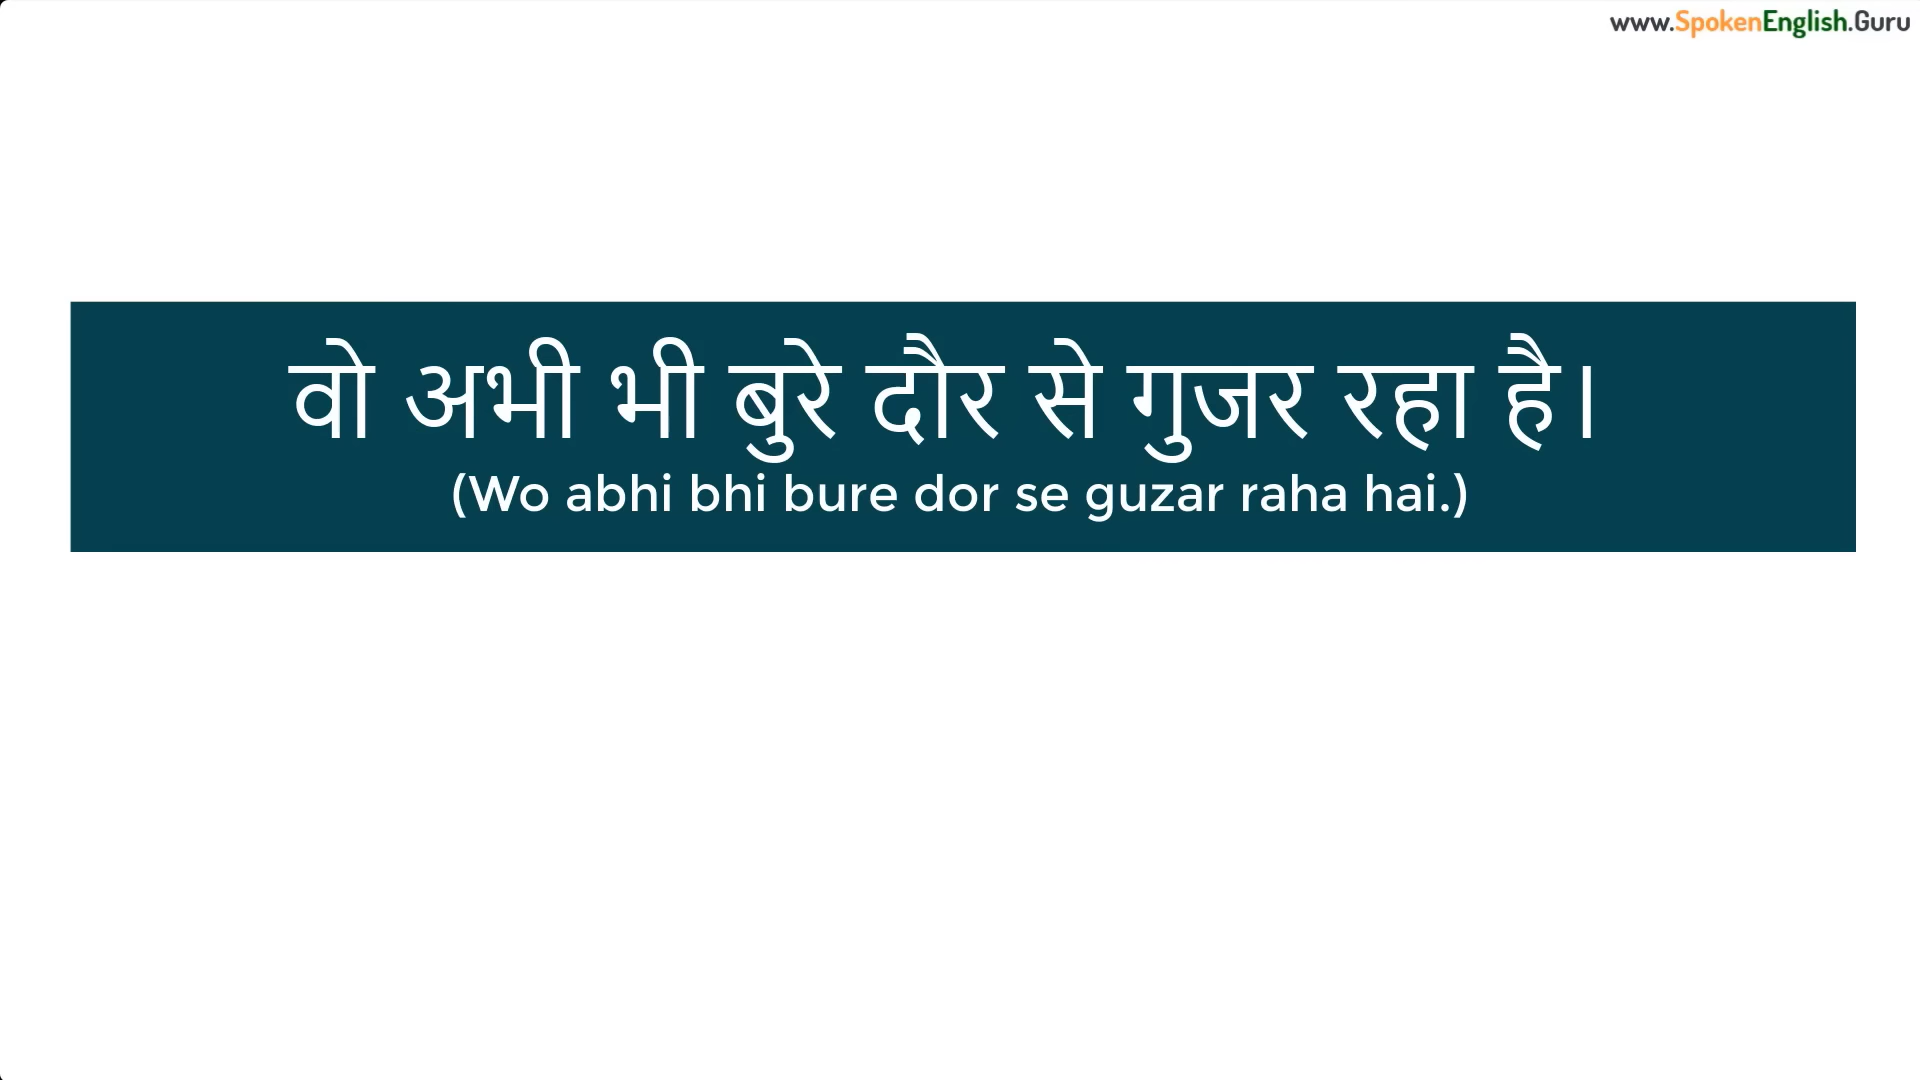 www.SpokenEnglish.Guru
वो अभी भी बुरे दौर से गुजर रहा है।
(Wo abhi bhi bure dor se guzar raha hai.)